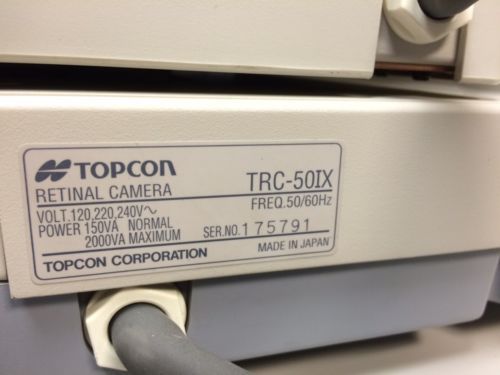 TOPCON
RETINAL CAMERA TRC-50IX
VOLT.120,220,240V~ FREQ.50/60Hz
POWER 150VA NORMAL
2000VA MAXIMUM SER.NO.175791
TOPCON CORPORATION MADE IN JAPAN